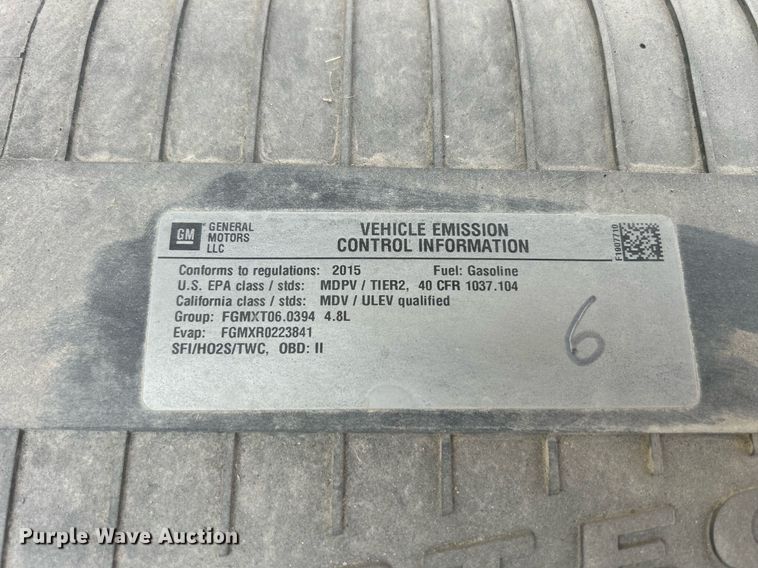 GM GENERAL MOTORS LLC
VEHICLE EMISSION
CONTROL INFORMATION
F1907710
Conforms to regulations: 2015 Fuel: Gasoline
U.S. EPA class / stds: MDPV / TIER2, 40 CFR 1037.104
California class / stds: MDV / ULEV qualified
Group: FGMXT06.0394 4.8L
Evap: FGMXR0223841
SFI/HO2S/TWC, OBD: II
6
Purple Wave Auction